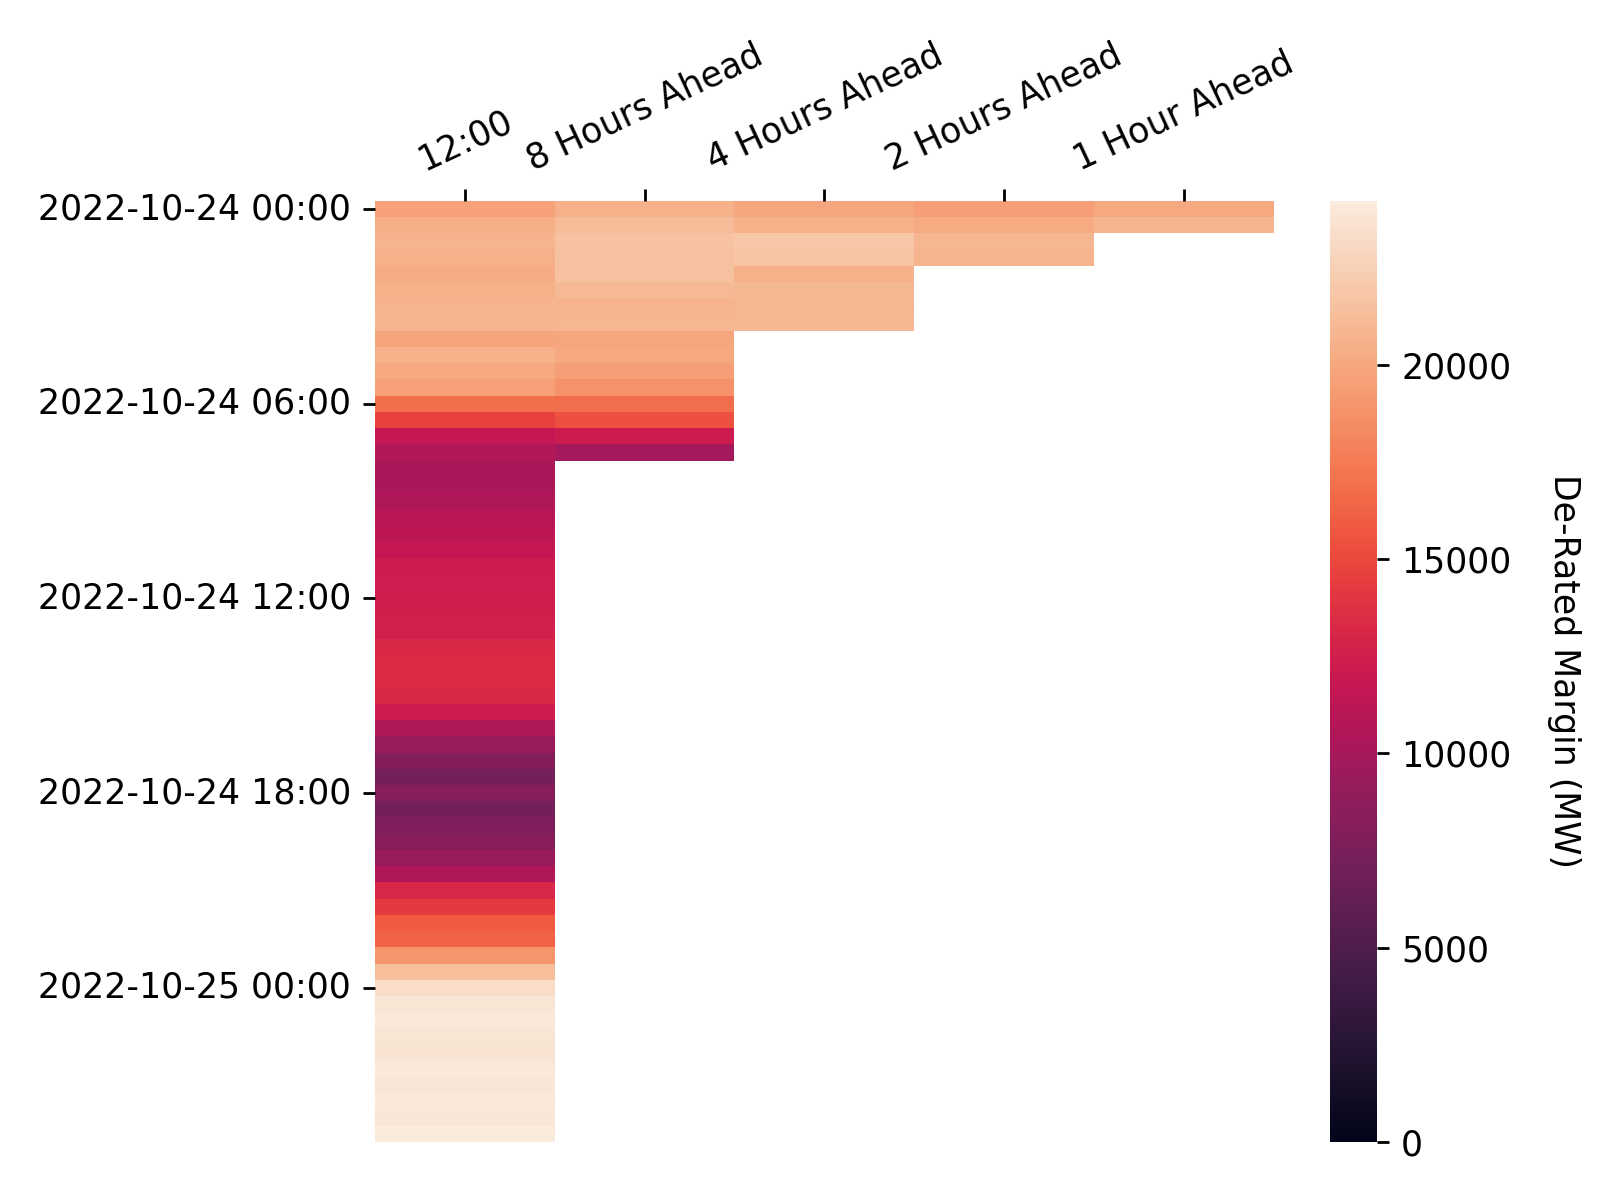 12:00
8 Hours Ahead
4 Hours Ahead
2 Hours Ahead
1 Hour Ahead
2022-10-24 00:00
2022-10-24 06:00
2022-10-24 12:00
2022-10-24 18:00
2022-10-25 00:00
20000
15000
10000
5000
0
De-Rated Margin (MW)